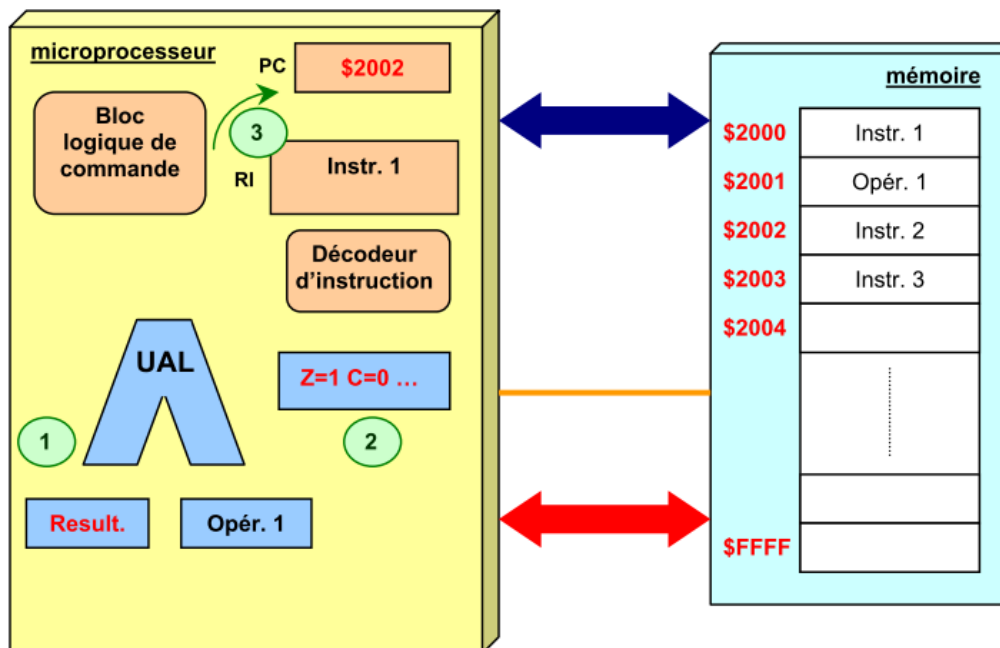 microprocesseur
PC
$2002
Bloc
logique de
commande
3
RI
Instr. 1
Décodeur
d'instruction
UAL
Z=1 C=0 …
1
2
Result.
Opér. 1
mémoire
$2000
Instr. 1
$2001
Opér. 1
$2002
Instr. 2
$2003
Instr. 3
$2004
$FFFF